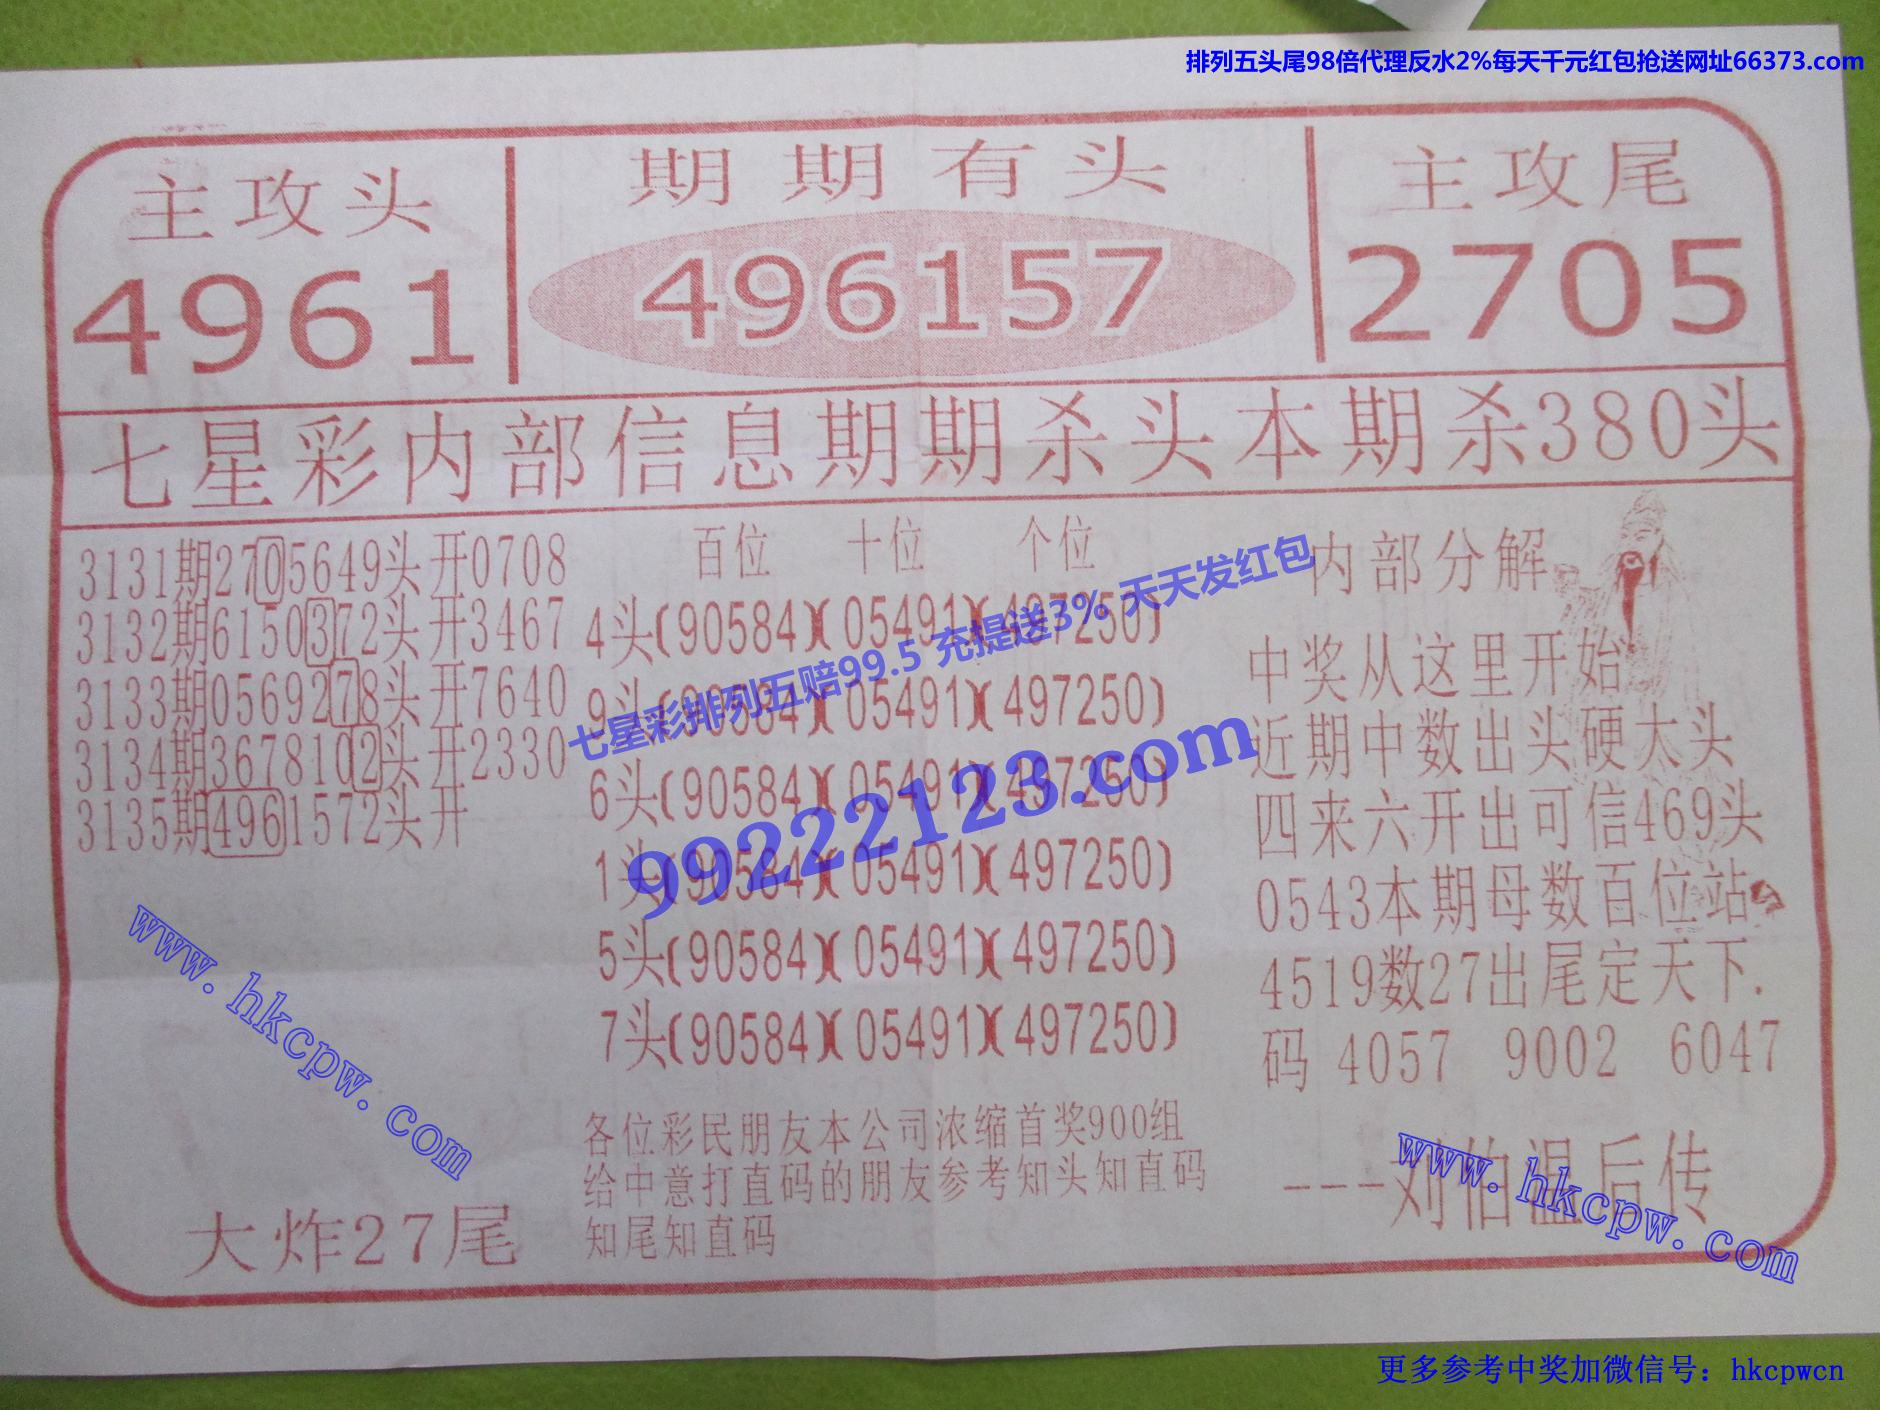 排列五头尾98倍代理反水2%每天千元红包抢送网址66373.com
主攻头
4961
期期有头
496157
主攻尾
2705
七星彩内部信息期期杀头本期杀380头
3131期2705649头开0708
3132期6150372头开3467
3133期0569278头开7640
3134期3678102头开2330
3135期4961572头开
大炸27尾
百位 十位 个位
4头(90584)(05491)(497250)
9头(90584)(05491)(497250)
6头(90584)(05491)(497250)
1头(90584)(05491)(497250)
5头(90584)(05491)(497250)
7头(90584)(05491)(497250)
各位彩民朋友本公司浓缩首奖900组
给中意打直码的朋友参考知头知直码
知尾知直码
内部分解
中奖从这里开始
近期中数出头硬太头
四来六开出可信469头
0543本期母数百位站
4519数27出尾定天下.
码 4057 9002 6047
---刘伯温后传
七星彩排列五赔99.5 充提送3% 天天发红包
99222123.com
www.hkcpw.com
www.hkcpw.com
更多参考中奖加微信号：hkcpwcn